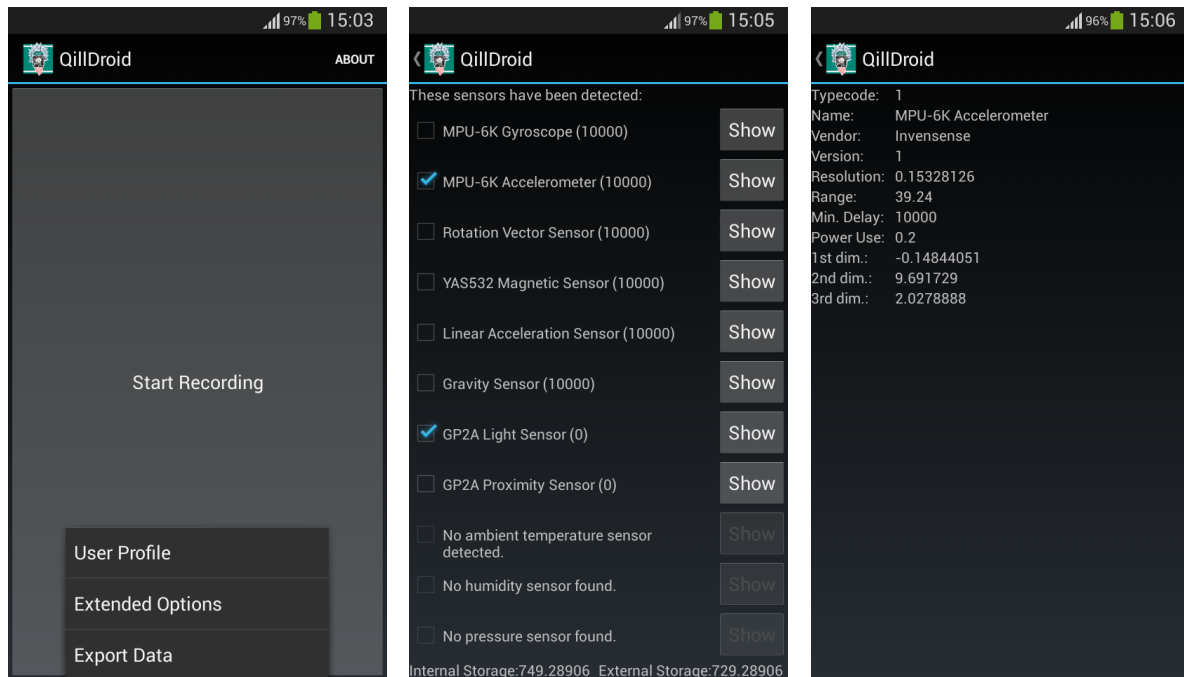 97% 15:03
QillDroid ABOUT
Start Recording
User Profile
Extended Options
Export Data
97% 15:05
QillDroid
These sensors have been detected:
MPU-6K Gyroscope (10000) Show
MPU-6K Accelerometer (10000) Show
Rotation Vector Sensor (10000) Show
YAS532 Magnetic Sensor (10000) Show
Linear Acceleration Sensor (10000) Show
Gravity Sensor (10000) Show
GP2A Light Sensor (0) Show
GP2A Proximity Sensor (0) Show
No ambient temperature sensor Show
detected.
No humidity sensor found. Show
No pressure sensor found. Show
Internal Storage:749.28906 External Storage:729.28906
96% 15:06
QillDroid
Typecode: 1
Name: MPU-6K Accelerometer
Vendor: Invensense
Version: 1
Resolution: 0.15328126
Range: 39.24
Min. Delay: 10000
Power Use: 0.2
1st dim.: -0.14844051
2nd dim.: 9.691729
3rd dim.: 2.0278888